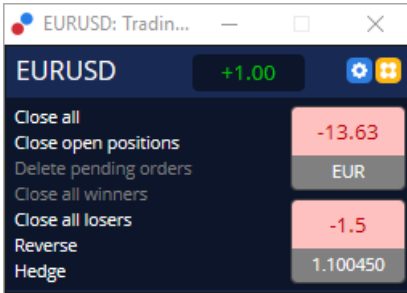 EURUSD: Tradin...
EURUSD +1.00
Close all
Close open positions
Delete pending orders
Close all winners
Close all losers
Reverse
Hedge
-13.63
EUR
-1.5
1.100450